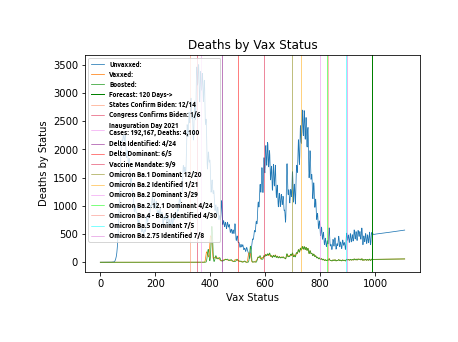 Deaths by Vax Status
Deaths by Status
3500
3000
2500
2000
1500
1000
500
0
Unvaxxed:
Vaxxed:
Boosted:
Forecast: 120 Days->
States Confirm Biden: 12/14
Congress Confirms Biden: 1/6
Inauguration Day 2021
Cases: 192,167, Deaths: 4,100
Delta Identified: 4/24
Delta Dominant: 6/5
Vaccine Mandate: 9/9
Omicron Ba.1 Dominant 12/20
Omicron Ba.2 Identified 1/21
Omicron Ba.2 Dominant 3/29
Omicron Ba.2.12.1 Dominant 4/24
Omicron Ba.4 - Ba.5 Identified 4/30
Omicron Ba.5 Dominant 7/5
Omicron Ba.2.75 Identified 7/8
0 200 400 600 800 1000
Vax Status